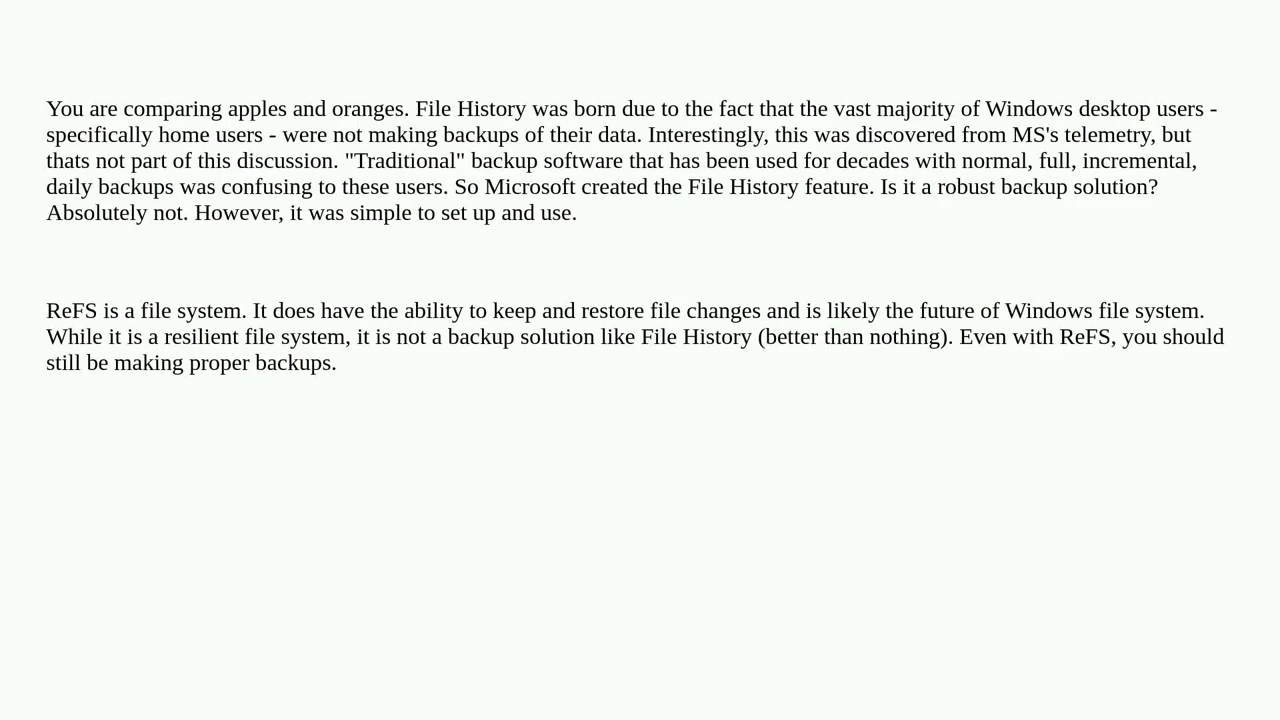 You are comparing apples and oranges. File History was born due to the fact that the vast majority of Windows desktop users -
specifically home users - were not making backups of their data. Interestingly, this was discovered from MS's telemetry, but
thats not part of this discussion. "Traditional" backup software that has been used for decades with normal, full, incremental,
daily backups was confusing to these users. So Microsoft created the File History feature. Is it a robust backup solution?
Absolutely not. However, it was simple to set up and use.
ReFS is a file system. It does have the ability to keep and restore file changes and is likely the future of Windows file system.
While it is a resilient file system, it is not a backup solution like File History (better than nothing). Even with ReFS, you should
still be making proper backups.